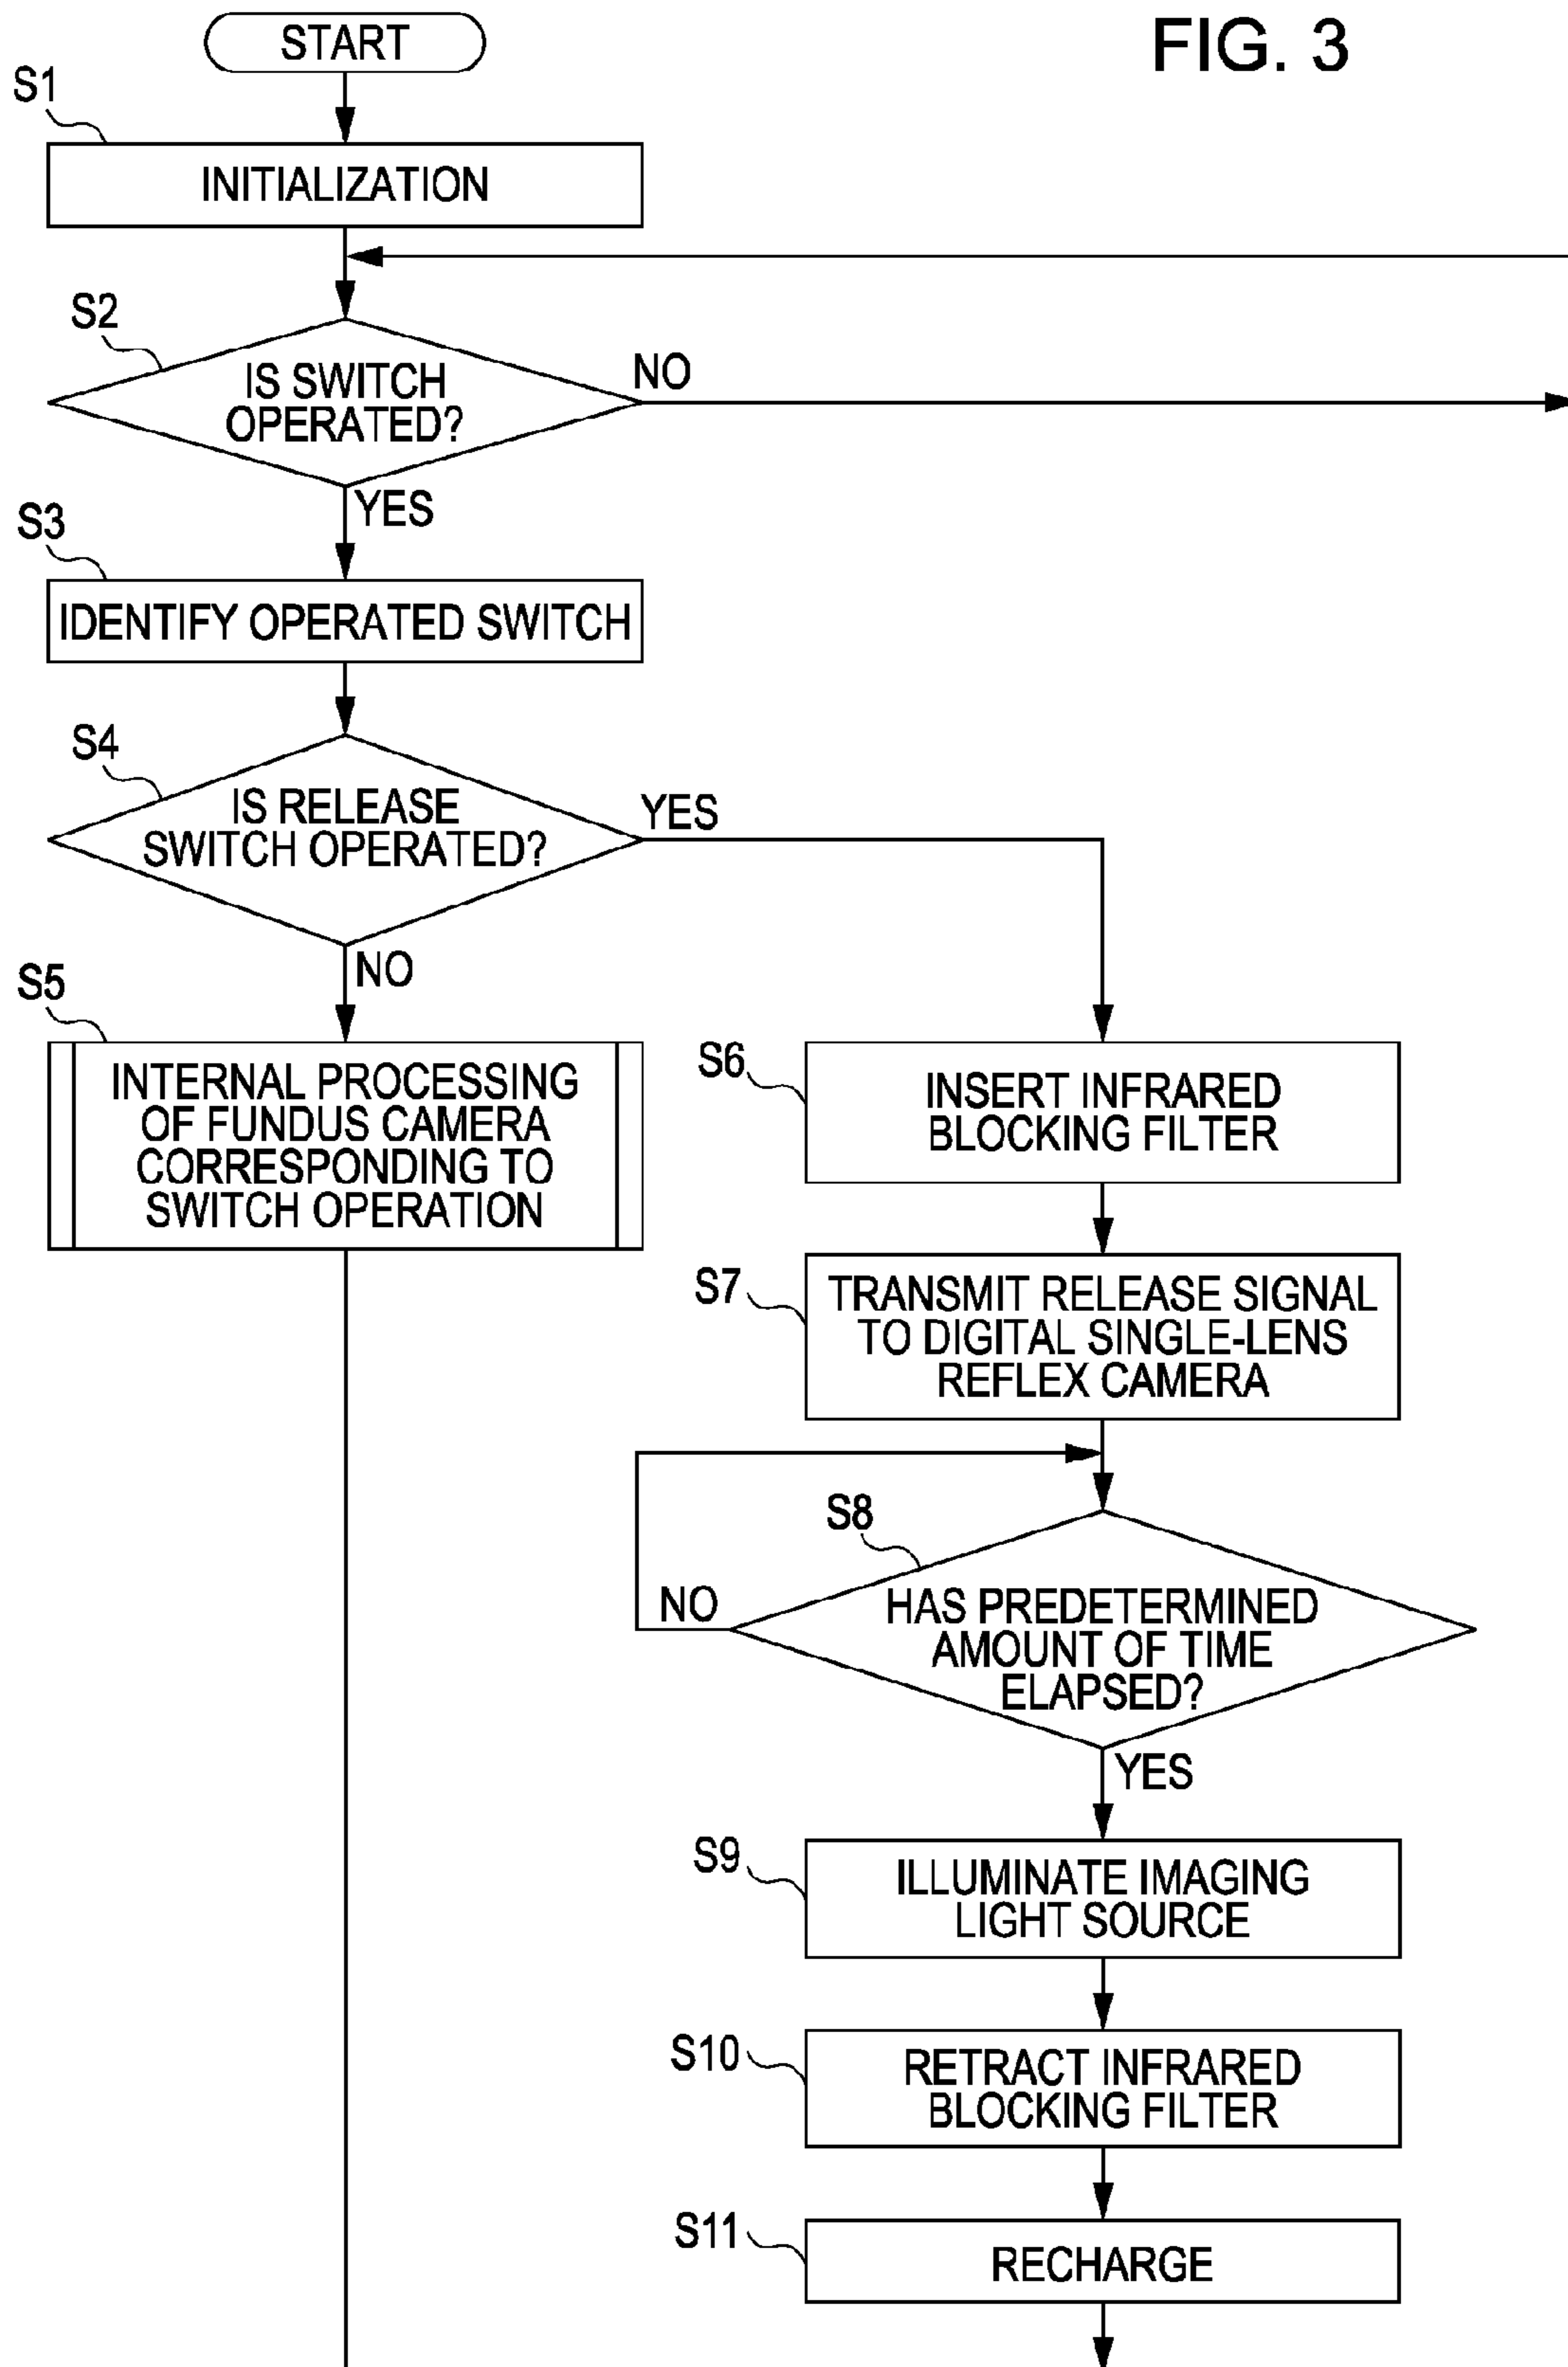 FIG. 3
START
S1
INITIALIZATION
S2
IS SWITCH
OPERATED?
NO
YES
S3
IDENTIFY OPERATED SWITCH
S4
IS RELEASE
SWITCH OPERATED?
YES
NO
S5
INTERNAL PROCESSING
OF FUNDUS CAMERA
CORRESPONDING TO
SWITCH OPERATION
S6
INSERT INFRARED
BLOCKING FILTER
S7
TRANSMIT RELEASE SIGNAL
TO DIGITAL SINGLE-LENS
REFLEX CAMERA
S8
HAS PREDETERMINED
AMOUNT OF TIME
ELAPSED?
NO
YES
S9
ILLUMINATE IMAGING
LIGHT SOURCE
S10
RETRACT INFRARED
BLOCKING FILTER
S11
RECHARGE